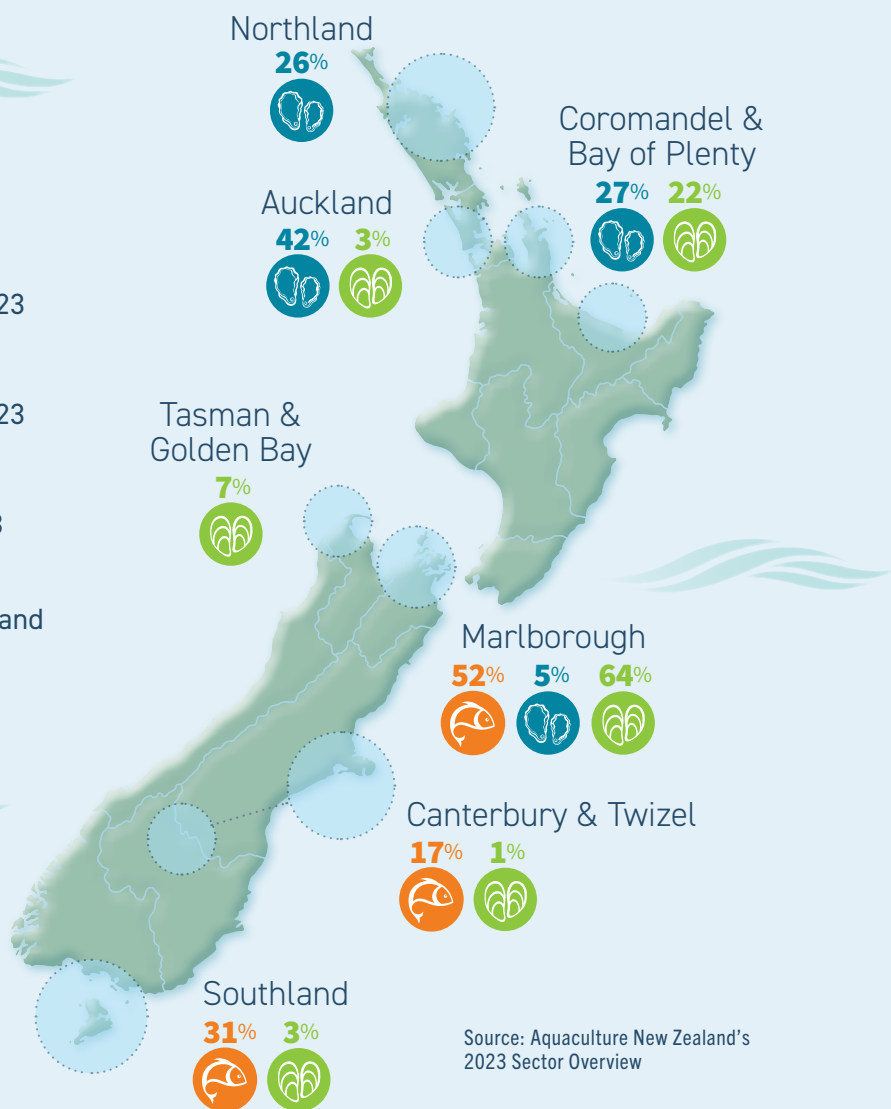 Northland
26%
Coromandel &
Bay of Plenty
27% 22%
Auckland
42% 3%
23
23
Tasman &
Golden Bay
7%
3
and
Marlborough
52% 5% 64%
Canterbury & Twizel
17% 1%
Southland
31% 3%
Source: Aquaculture New Zealand's
2023 Sector Overview